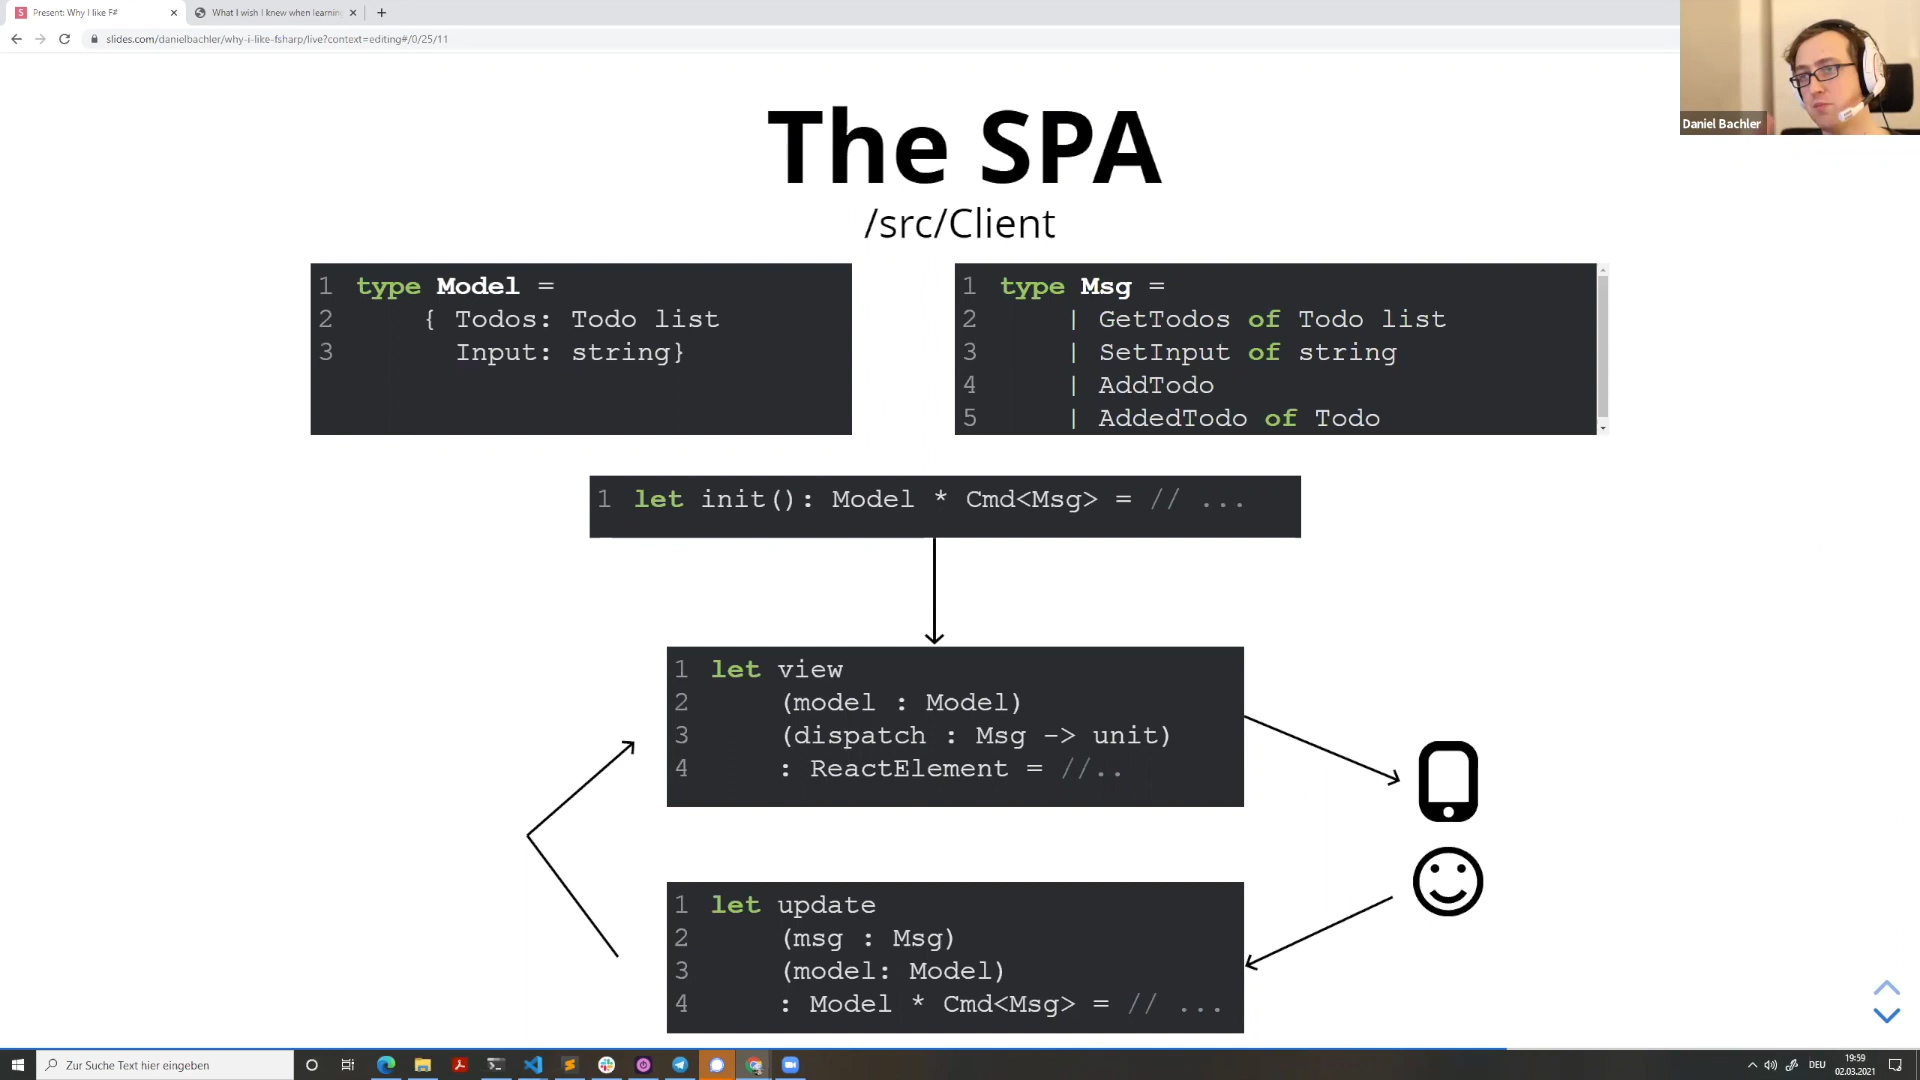 Present: Why I like F#
What I wish I knew when learnin
slides.com/danielbachler/why-i-like-fsharp/live?context=editing#/0/25/11
Daniel Bachler
The SPA
/src/Client
1 type Model =
2 { Todos: Todo list
3 Input: string}
1 type Msg =
2 | GetTodos of Todo list
3 | SetInput of string
4 | AddTodo
5 | AddedTodo of Todo
1 let init(): Model * Cmd<Msg> = // ...
1 let view
2 (model : Model)
3 (dispatch : Msg -> unit)
4 : ReactElement = //..
1 let update
2 (msg : Msg)
3 (model: Model)
4 : Model * Cmd<Msg> = // ...
Zur Suche Text hier eingeben
DEU
19:59
02.03.2021